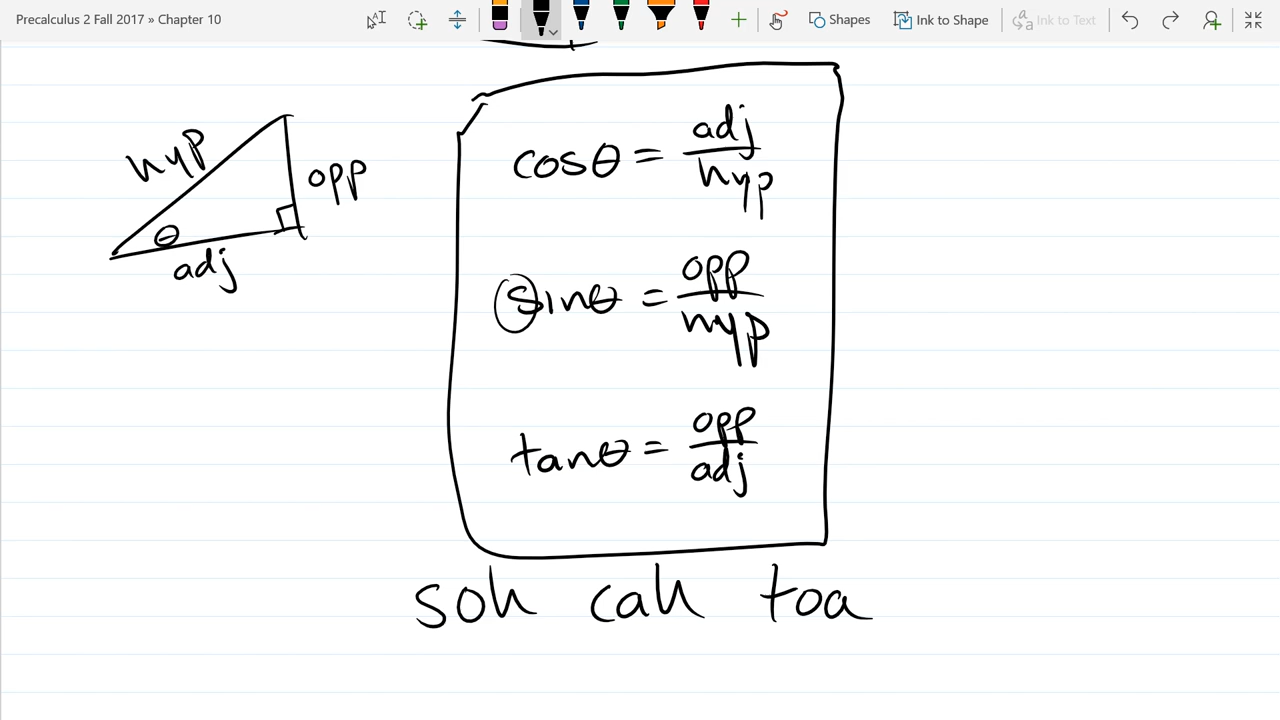 Precalculus 2 Fall 2017 » Chapter 10
Shapes
Ink to Shape
Ink to Text
hyp
opp
θ
adj
cosθ = adj/hyp
sinθ = opp/hyp
tanθ = opp/adj
soh cah toa